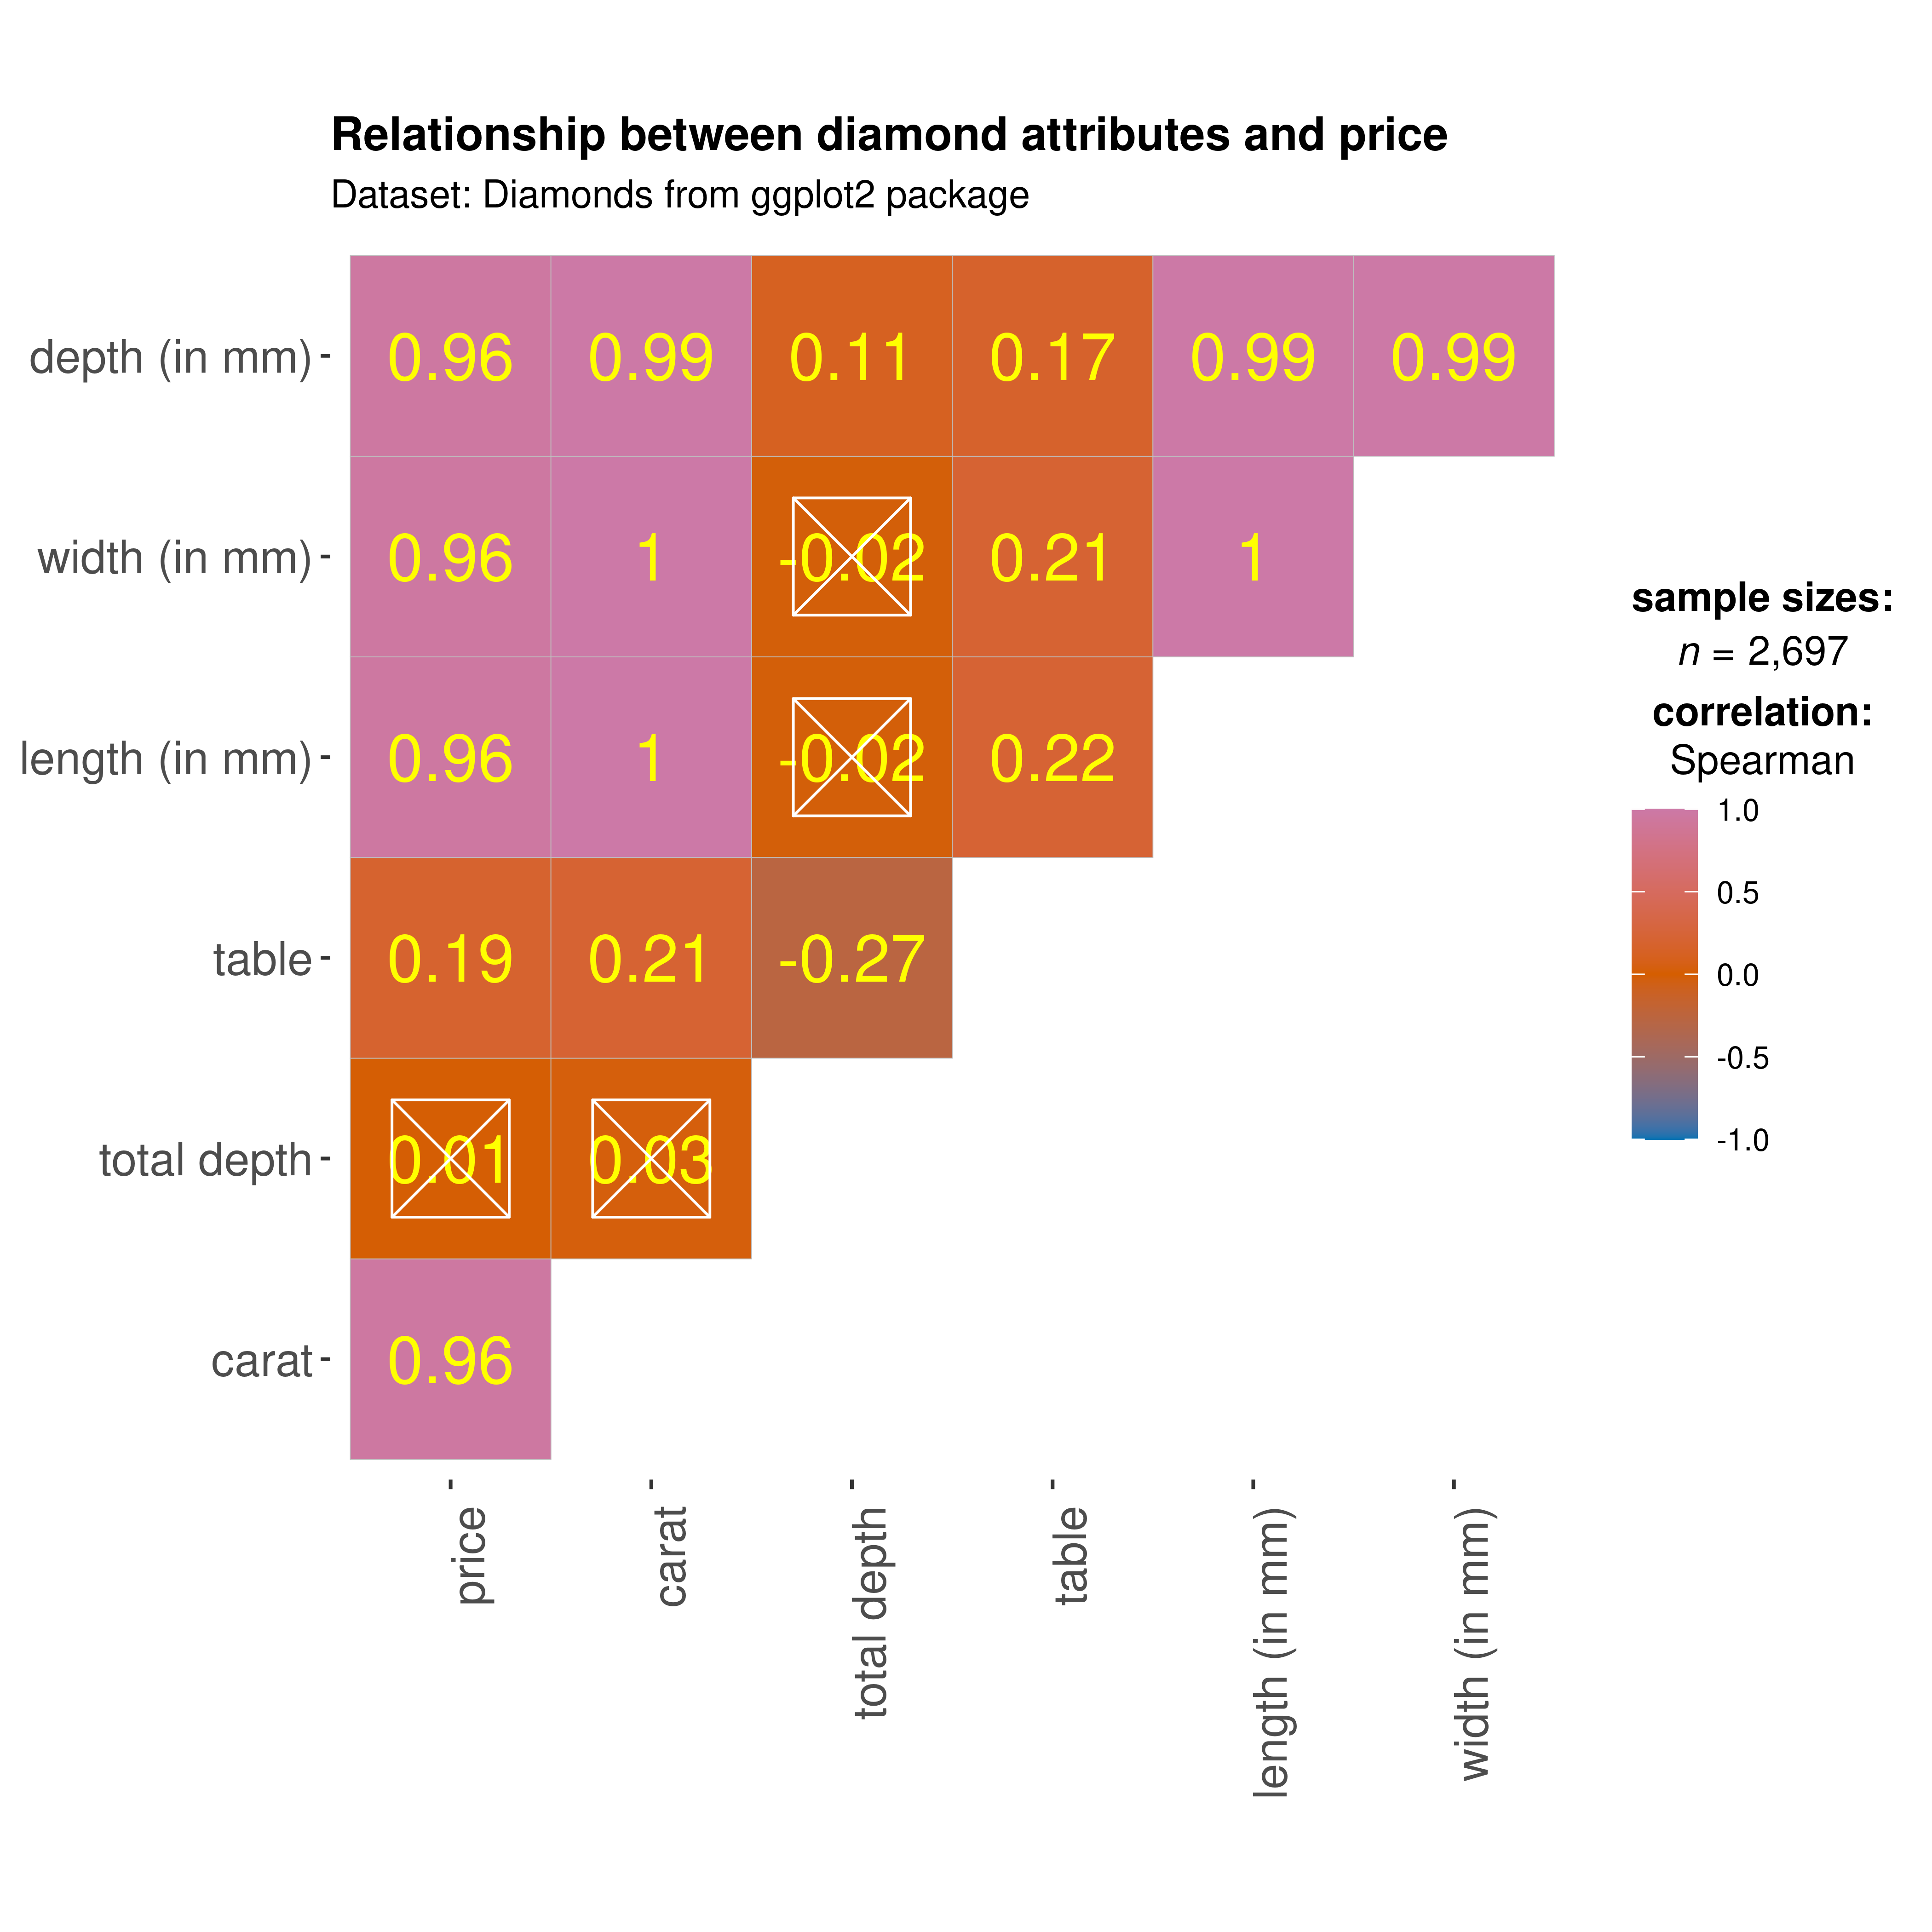 Relationship between diamond attributes and price
Dataset: Diamonds from ggplot2 package
depth (in mm) 0.96 0.99 0.11 0.17 0.99 0.99
width (in mm) 0.96 1 -0.02 0.21 1
length (in mm) 0.96 1 -0.02 0.22
table 0.19 0.21 -0.27
total depth 0.01 0.03
carat 0.96
price
carat
total depth
table
length (in mm)
width (in mm)
sample sizes:
n = 2,697
correlation:
Spearman
1.0
0.5
0.0
-0.5
-1.0